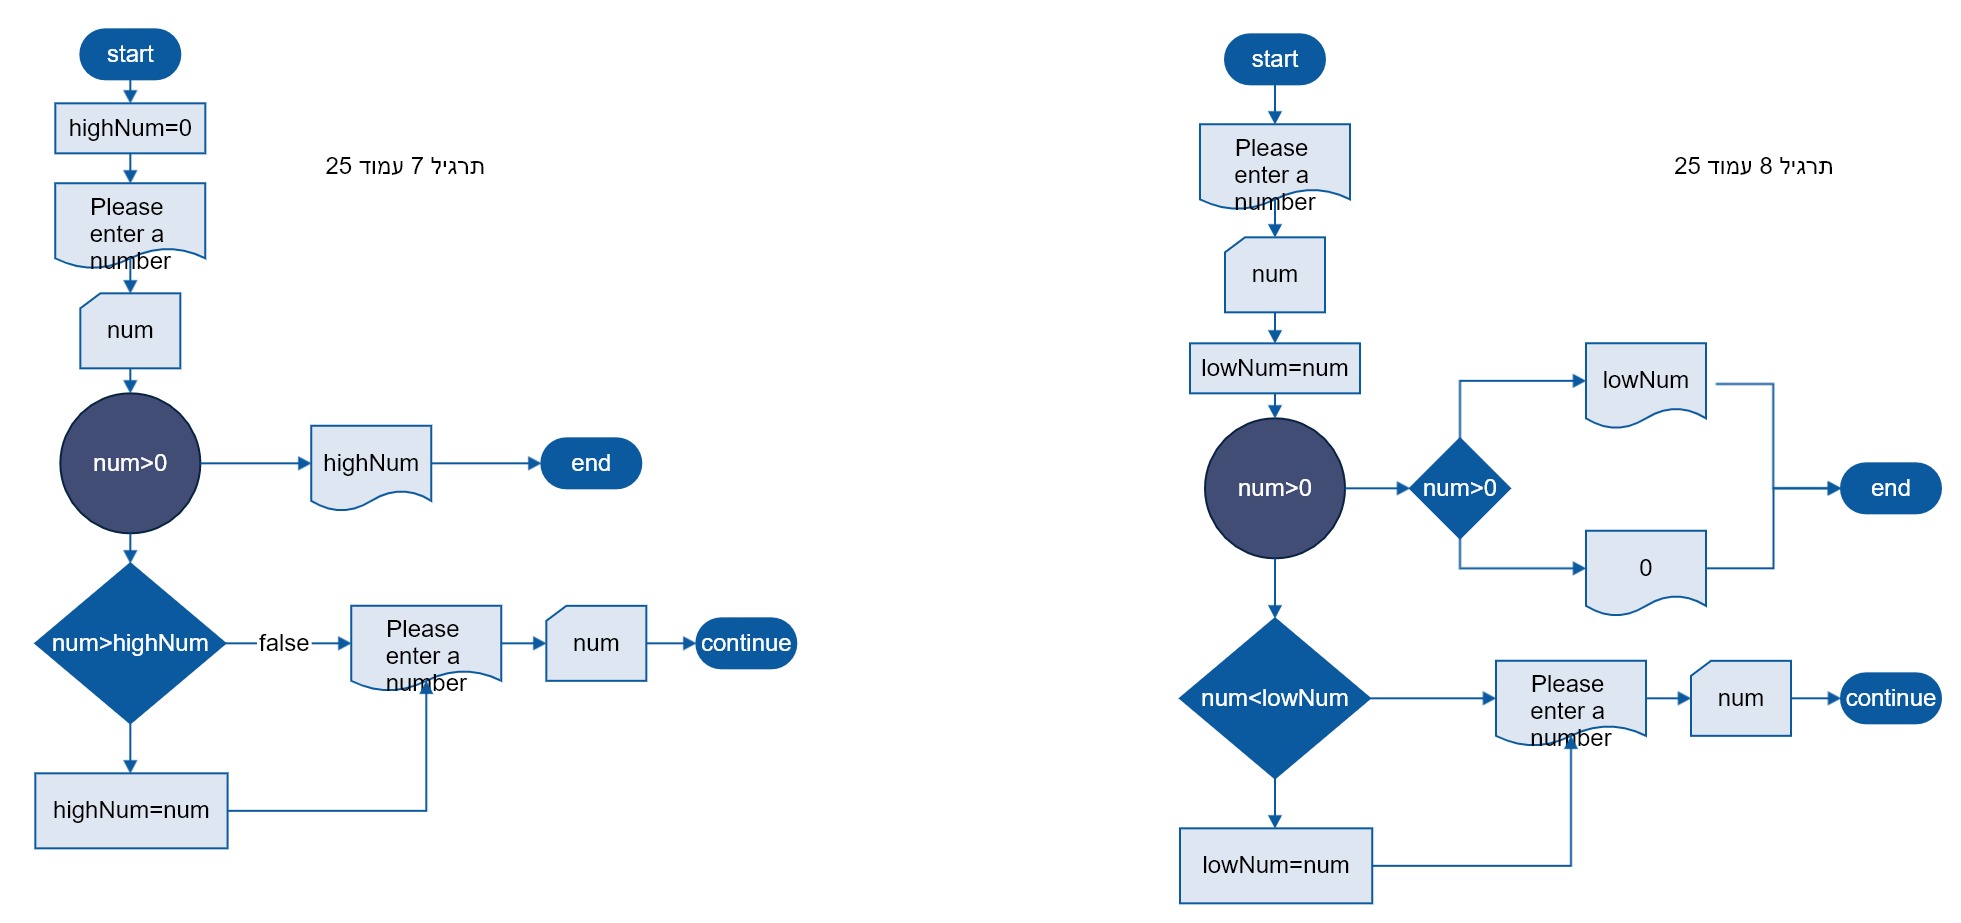 start
highNum=0
תרגיל 7 עמוד 25
Please
enter a
number
num
num>0
highNum
end
num>highNum
false
Please
enter a
number
num
continue
highNum=num
start
Please
enter a
number
תרגיל 8 עמוד 25
num
lowNum=num
lowNum
num>0
num>0
end
0
num<lowNum
Please
enter a
number
num
continue
lowNum=num